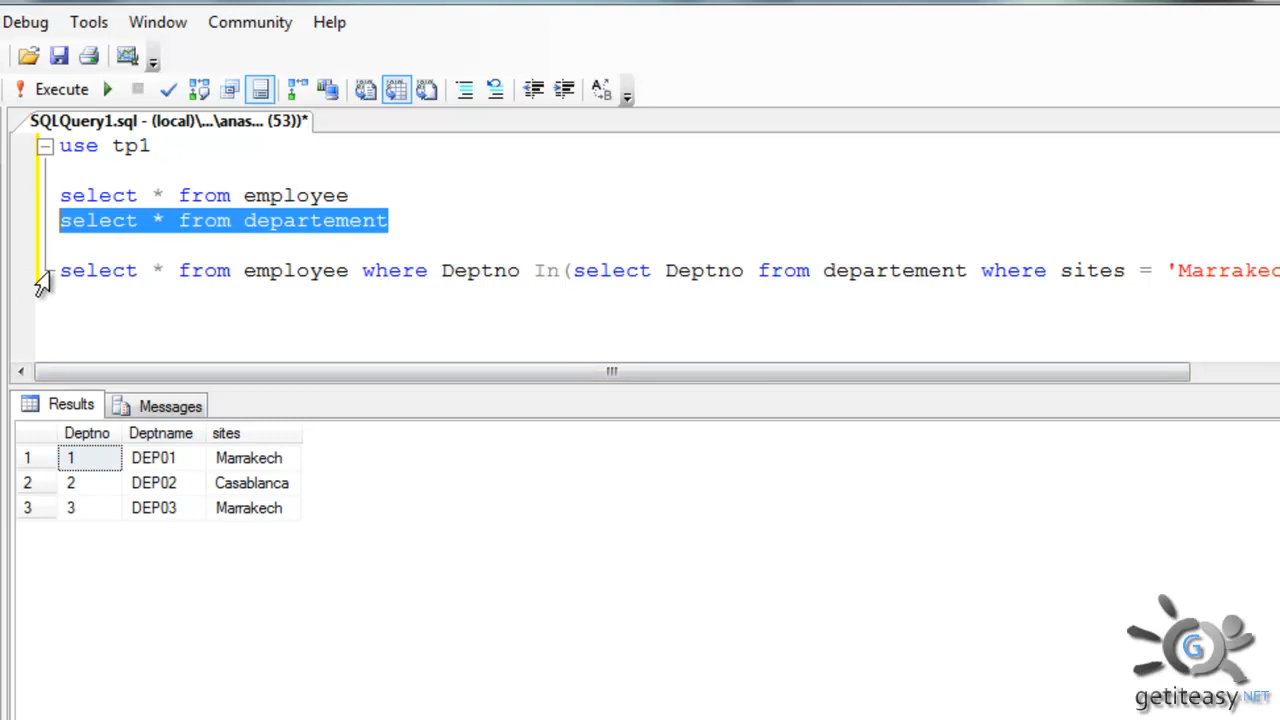 Debug Tools Window Community Help
Execute
SQLQuery1.sql - (local)\...\anas... (53))*
use tp1
select * from employee
select * from departement
select * from employee where Deptno In(select Deptno from departement where sites = 'Marrakec
Results Messages
Deptno Deptname sites
1 1 DEP01 Marrakech
2 2 DEP02 Casablanca
3 3 DEP03 Marrakech
G
getiteasy.NET